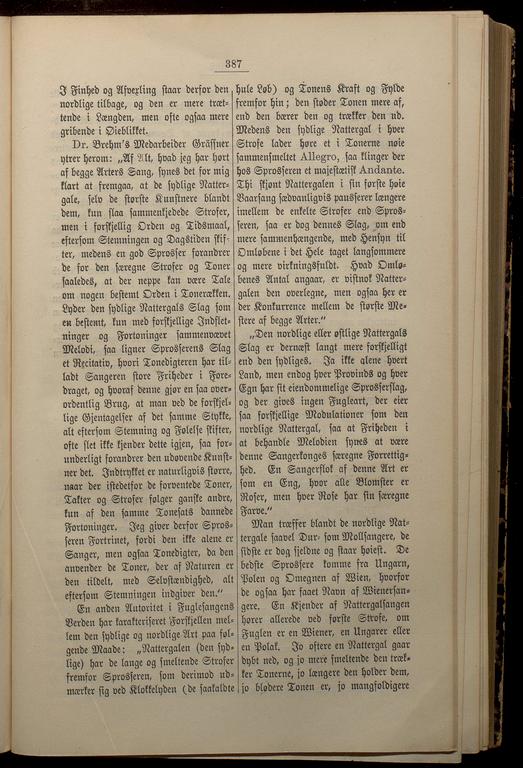 387
I Finhed og Afvexling staar derfor den
nordlige tilbage, og den er mere træt-
tende i Længden, men ofte ogsaa mere
gribende i Øieblikket.
Dr. Brehm's Medarbeider Gräffner
ytrer herom: „Af Alt, hvad jeg har hørt
af begge Arters Sang, synes det for mig
klart at fremgaa, at de sydlige Natter-
gale, selv de største Kunstnere blandt
dem, kun slaa sammenkjedede Strofer,
men i forskjellig Orden og Tidsmaal,
eftersom Stemningen og Dagstiden skif-
ter, medens en god Sprosser forandrer
de for den særegne Strofer og Toner
saaledes, at der neppe kan være Tale
om nogen bestemt Orden i Tonerækken.
Lyder den sydlige Nattergals Slag som
en bestemt, kun med forskjellige Indflet-
ninger og Fortoninger sammenvævet
Melodi, saa ligner Sprosserens Slag
et Recitativ, hvori Tonedigteren har til-
ladt Sangeren store Friheder i Fore-
draget, og hvoraf denne gjør en saa over-
ordentlig Brug, at man ved de forskjel-
lige Gjentagelser af det samme Stykke,
alt eftersom Stemning og Følelse skifter,
ofte slet ikke kjender dette igjen, saa for-
underligt forandrer den udøvende Kunst-
ner det. Indtrykket er naturligvis større,
naar der istedetfor de forventede Toner,
Takter og Strofer følger ganske andre,
kun af den samme Tonesats dannede
Fortoninger. Jeg giver derfor Spros-
seren Fortrinet, fordi den ikke alene er
Sanger, men ogsaa Tonedigter, da den
anvender de Toner, der af Naturen er
den tildelt, med Selvstændighed, alt
eftersom Stemningen indgiver den."
En anden Autoritet i Fuglesangens
Verden har karakteriseret Forskjellen mel-
lem den sydlige og nordlige Art paa føl-
gende Maade: „Nattergalen (den syd-
lige) har de lange og smeltende Strofer
fremfor Sprosseren, som derimod ud-
mærker sig ved Klokkelyden (de saakaldte
hule Løb) og Tonens Kraft og Fylde
fremfor hin; den støder Tonen mere af,
end den bærer den og trækker den ud.
Medens den sydlige Nattergal i hver
Strofe lader høre et i Tonerne nøie
sammensmeltet Allegro, saa klinger der
hos Sprosseren et majestætisk Andante.
Thi skjønt Nattergalen i sin første høie
Vaarsang sædvanligvis pauserer længere
imellem de enkelte Strofer end Spros-
seren, saa er dog dennes Slag, om end
mere sammenhængende, med Hensyn til
Omløbene i det Hele taget langsommere
og mere virkningsfuldt. Hvad Omlø-
benes Antal angaar, er vistnok Natter-
galen den overlegne, men ogsaa her er
der Konkurrence mellem de største Me-
stere af begge Arter."
„Den nordlige eller østlige Nattergals
Slag er dernæst langt mere forskjelligt
end den sydliges. Ja ikke alene hvert
Land, men endog hver Provinds og hver
Egn har sit eiendommelige Sprosserslag,
og der gives ingen Fugleart, der eier
saa forskjellige Modulationer som den
nordlige Nattergal, saa at Friheden i
at behandle Melodien synes at være
denne Sangerkonges særegne Forrettig-
hed. En Sangerflok af denne Art er
som en Eng, hvor alle Blomster er
Roser, men hver Rose har sin særegne
Farve."
Man træffer blandt de nordlige Nat-
tergale saavel Dur- som Mollsangere, de
sidste er dog sjeldne og staar høiest. De
bedste Sprossere komme fra Ungarn,
Polen og Omegnen af Wien, hvorfor
de ogsaa har faaet Navn af Wienersan-
gere. En Kjender af Nattergalsangen
hører allerede ved første Strofe, om
Fuglen er en Wiener, en Ungarer eller
en Polak. Jo oftere en Nattergal gaar
dybt ned, og jo mere smeltende den træk-
ker Tonerne, jo længere den holder dem,
jo blødere Tonen er, jo mangfoldigere